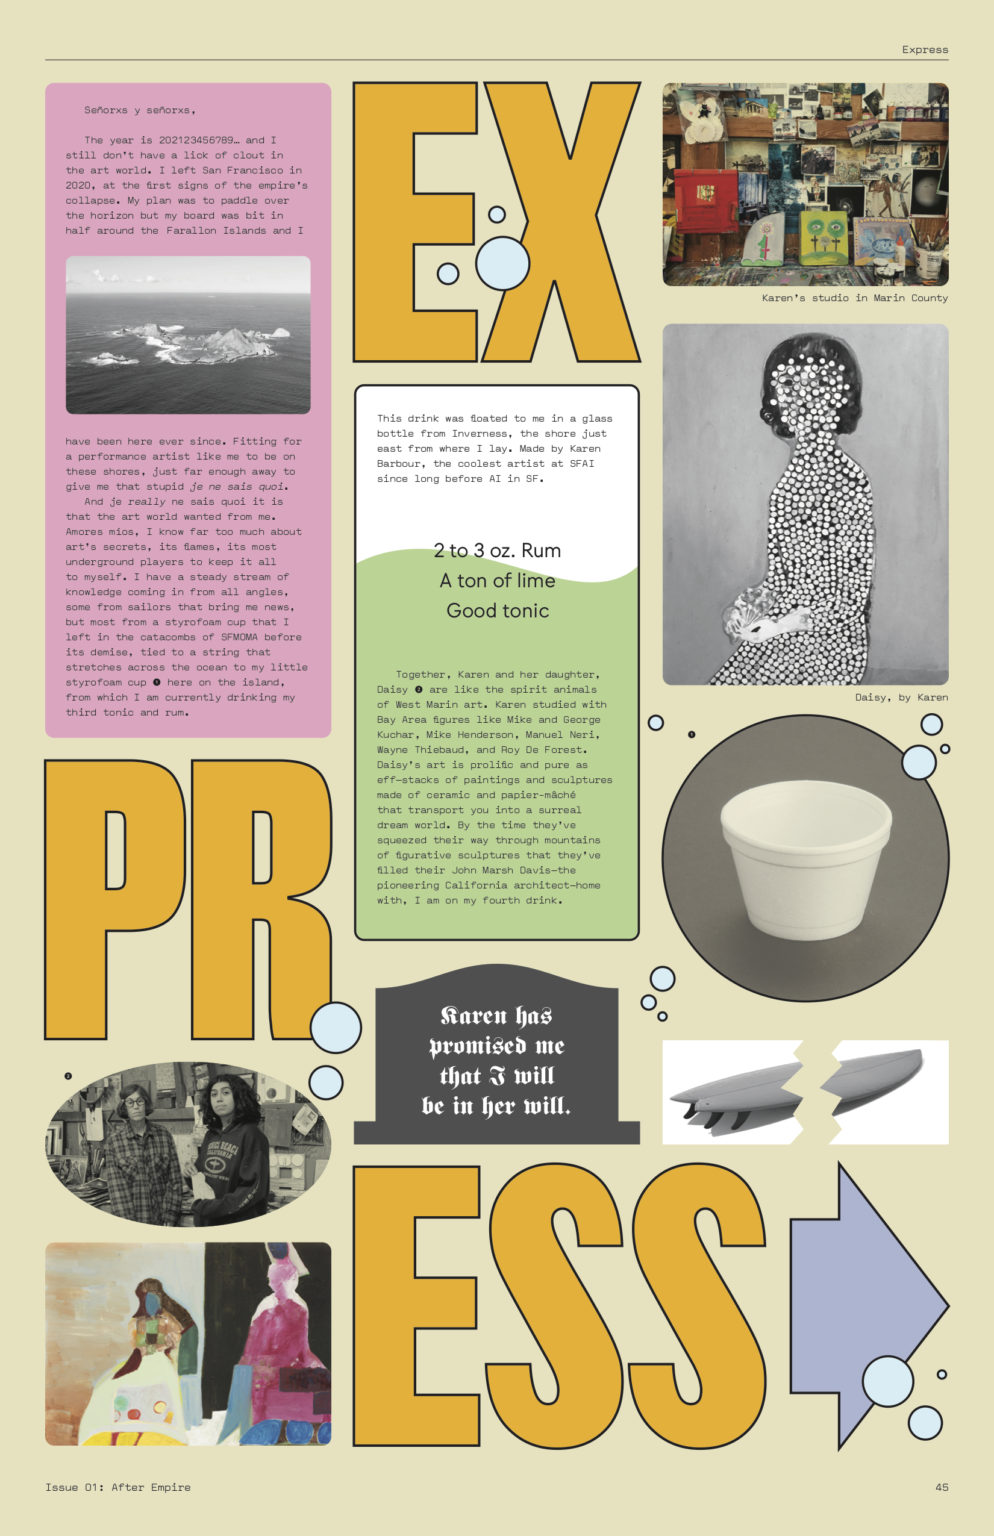 Express
Señorxs y señorxs,
The year is 202123456789… and I
still don't have a lick of clout in
the art world. I left San Francisco in
2020, at the first signs of the empire's
collapse. My plan was to paddle over
the horizon but my board was bit in
half around the Farallon Islands and I
have been here ever since. Fitting for
a performance artist like me to be on
these shores, just far enough away to
give me that stupid je ne sais quoi.
And je really ne sais quoi it is
that the art world wanted from me.
Amores mios, I know far too much about
art's secrets, its flames, its most
underground players to keep it all
to myself. I have a steady stream of
knowledge coming in from all angles,
some from sailors that bring me news,
but most from a styrofoam cup that I
left in the catacombs of SFMOMA before
its demise, tied to a string that
stretches across the ocean to my little
styrofoam cup ❶ here on the island,
from which I am currently drinking my
third tonic and rum.
EX
This drink was floated to me in a glass
bottle from Inverness, the shore just
east from where I lay. Made by Karen
Barbour, the coolest artist at SFAI
since long before AI in SF.
2 to 3 oz. Rum
A ton of lime
Good tonic
Together, Karen and her daughter,
Daisy ❷ are like the spirit animals
of West Marin art. Karen studied with
Bay Area figures like Mike and George
Kuchar, Mike Henderson, Manuel Neri,
Wayne Thiebaud, and Roy De Forest.
Daisy's art is prolific and pure as
eff—stacks of paintings and sculptures
made of ceramic and papier-mâché
that transport you into a surreal
dream world. By the time they've
squeezed their way through mountains
of figurative sculptures that they've
filled their John Marsh Davis—the
pioneering California architect—home
with, I am on my fourth drink.
Karen's studio in Marin County
Daisy, by Karen
❶
PR
Karen has
promised me
that I will
be in her will.
❷
BEACH
CALIFORNIA
ESS
Issue 01: After Empire
45